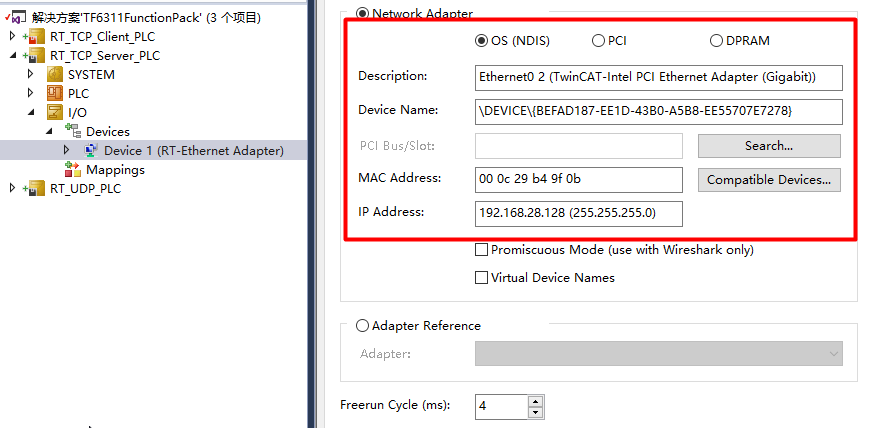 解决方案'TF6311FunctionPack' (3 个项目)
RT_TCP_Client_PLC
RT_TCP_Server_PLC
SYSTEM
PLC
I/O
Devices
Device 1 (RT-Ethernet Adapter)
Mappings
RT_UDP_PLC
Network Adapter
OS (NDIS) PCI DPRAM
Description: Ethernet0 2 (TwinCAT-Intel PCI Ethernet Adapter (Gigabit))
Device Name: \DEVICE\{BEFAD187-EE1D-43B0-A5B8-EE55707E7278}
PCI Bus/Slot: Search...
MAC Address: 00 0c 29 b4 9f 0b Compatible Devices...
IP Address: 192.168.28.128 (255.255.255.0)
Promiscuous Mode (use with Wireshark only)
Virtual Device Names
Adapter Reference
Adapter:
Freerun Cycle (ms): 4